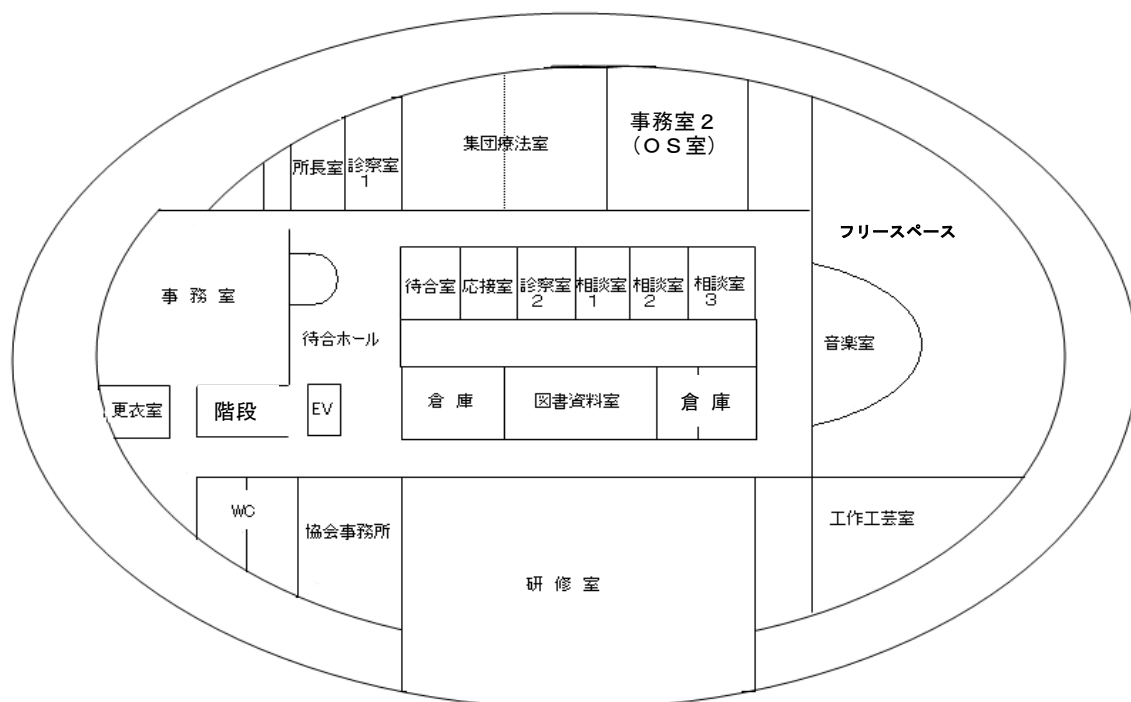 事務室２
（ＯＳ室）
集団療法室
所長室
診察室
1
フリースペース
事 務 室
待合室
応接室
診察室
2
相談室
1
相談室
2
相談室
3
待合ホール
音楽室
更衣室
階段
EV
倉 庫
図書資料室
倉 庫
WC
協会事務所
研 修 室
工作工芸室